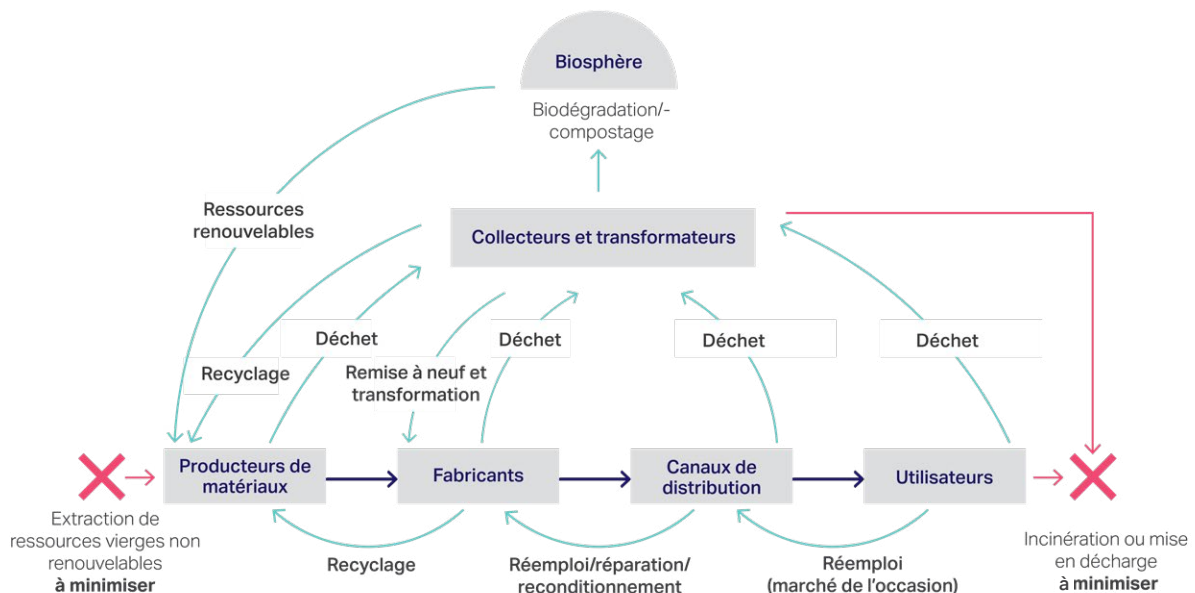 Biosphère
Biodégradation/-
compostage
Ressources
renouvelables
Collecteurs et transformateurs
Déchet
Déchet
Déchet
Déchet
Recyclage
Remise à neuf et
transformation
Producteurs de
matériaux
Fabricants
Canaux de
distribution
Utilisateurs
Extraction de
ressources vierges non
renouvelables
à minimiser
Recyclage
Réemploi/réparation/
reconditionnement
Réemploi
(marché de l'occasion)
Incinération ou mise
en décharge
à minimiser